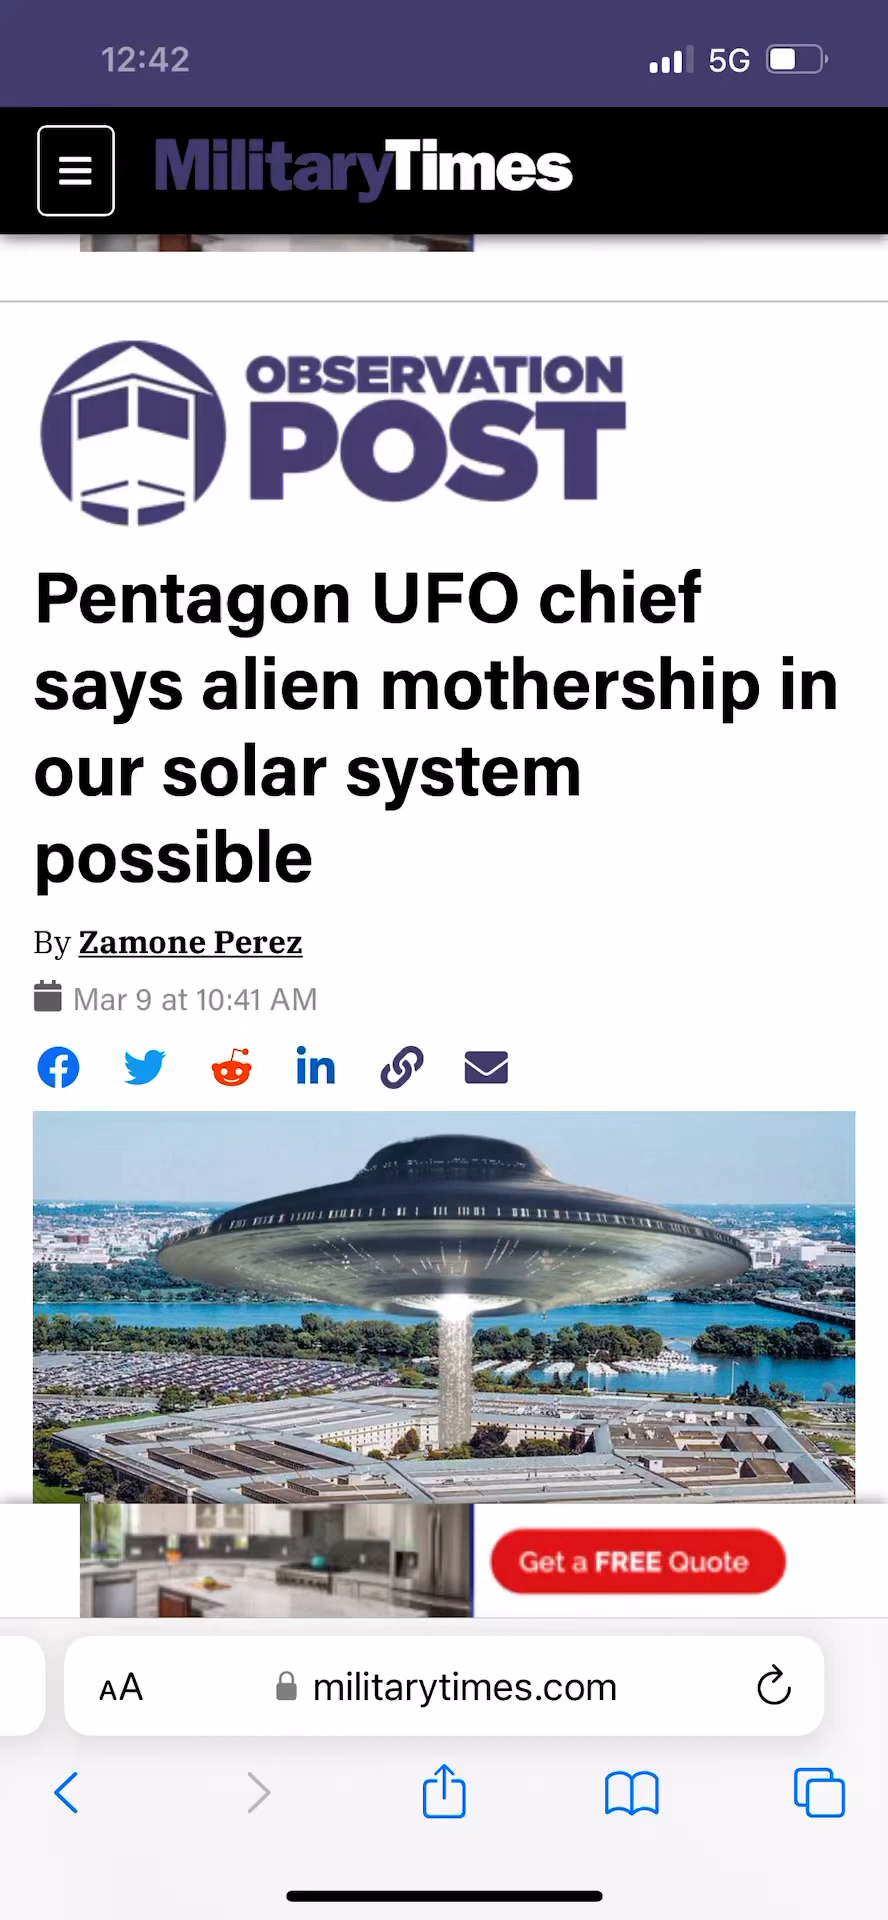 12:42
5G
MilitaryTimes
OBSERVATION
POST
Pentagon UFO chief
says alien mothership in
our solar system
possible
By Zamone Perez
Mar 9 at 10:41 AM
in
Get a FREE Quote
AA
militarytimes.com